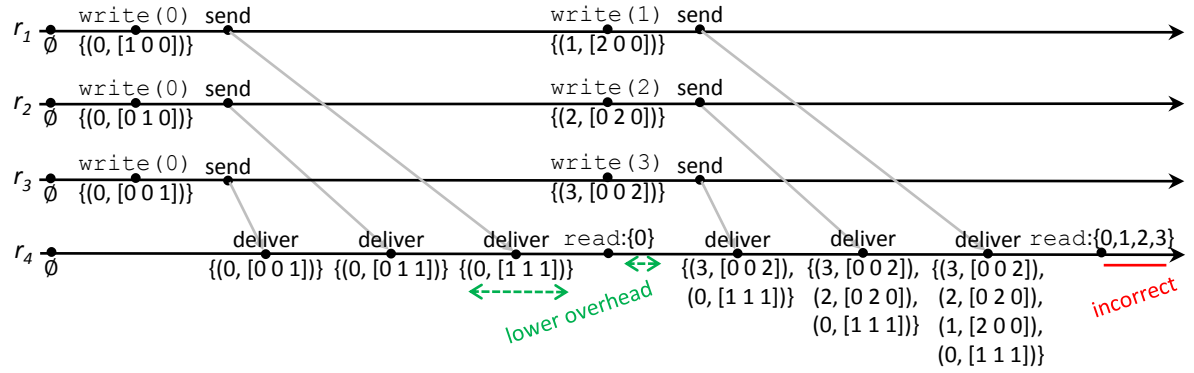 write(0) send write(1) send
r1 Ø {(0, [1 0 0])} {(1, [2 0 0])}
write(0) send write(2) send
r2 Ø {(0, [0 1 0])} {(2, [0 2 0])}
write(0) send write(3) send
r3 Ø {(0, [0 0 1])} {(3, [0 0 2])}
deliver deliver deliver read:{0} deliver deliver deliver read:{0,1,2,3}
r4 Ø {(0, [0 0 1])} {(0, [0 1 1])} {(0, [1 1 1])} {(3, [0 0 2]), {(3, [0 0 2]), {(3, [0 0 2]),
(0, [1 1 1])} (2, [0 2 0]), (2, [0 2 0]),
(0, [1 1 1])} (1, [2 0 0]),
(0, [1 1 1])}
lower overhead
incorrect